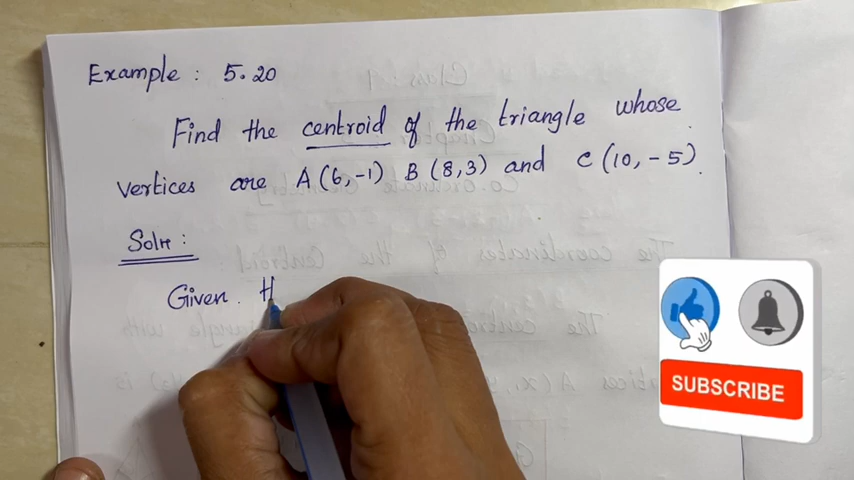 Example : 5.20
Find the centroid of the triangle whose
vertices are A(6,-1) B(8,3) and C(10,-5).
Soln :
Given. H
SUBSCRIBE